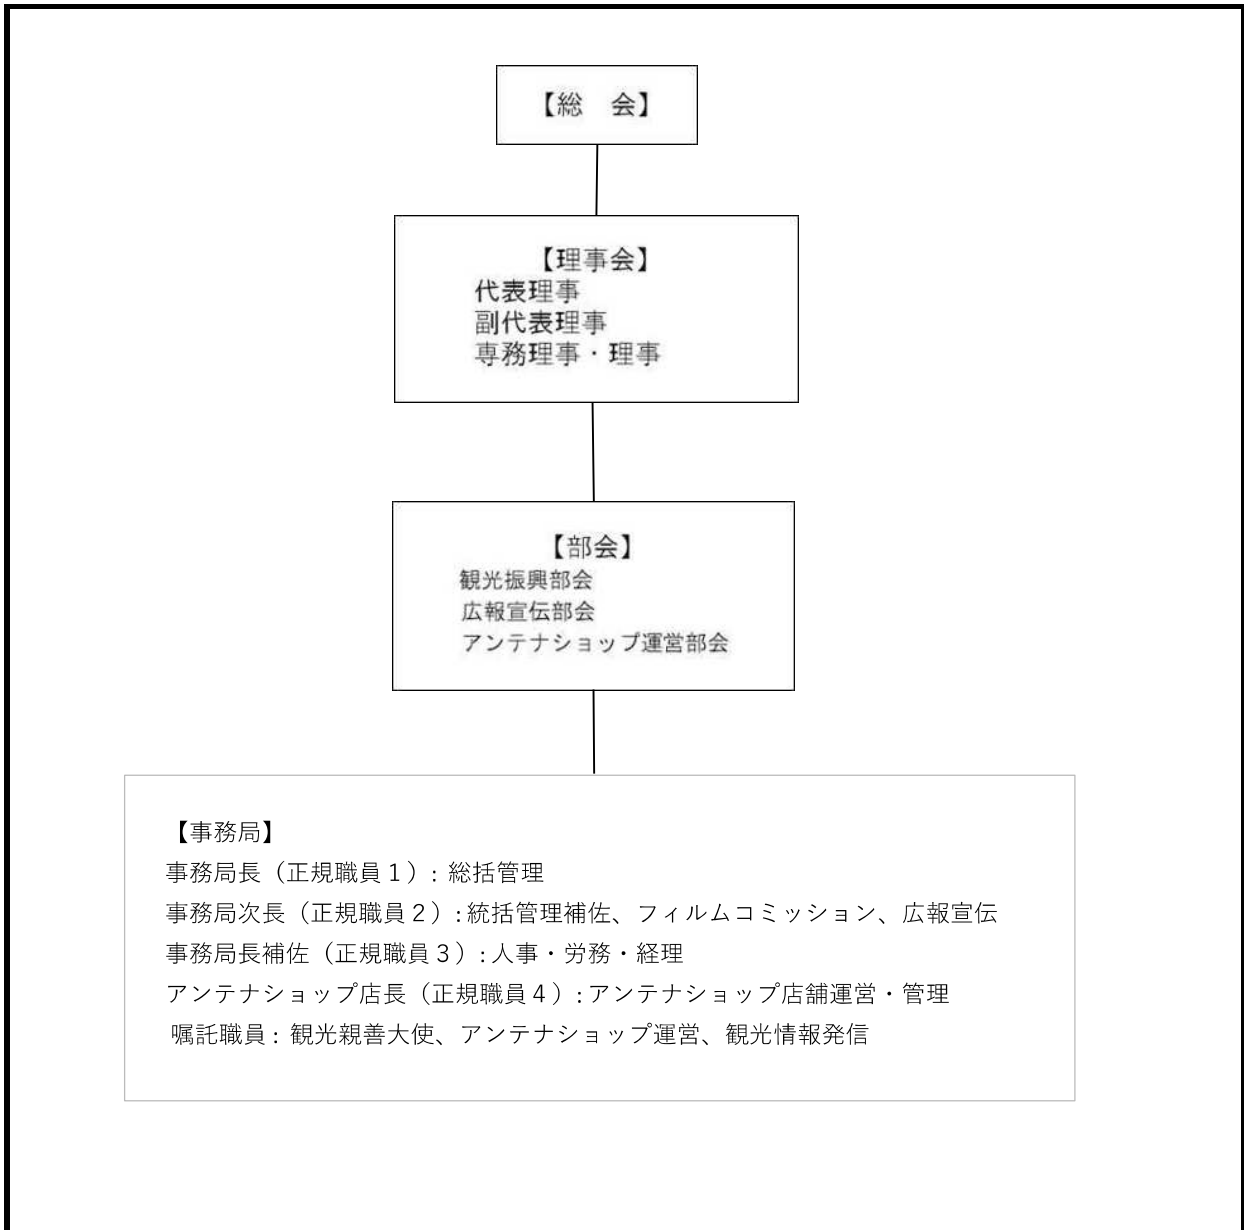 【総　会】
【理事会】
代表理事
副代表理事
専務理事・理事
【部会】
観光振興部会
広報宣伝部会
アンテナショップ運営部会
【事務局】
事務局長（正規職員１）: 総括管理
事務局次長（正規職員２）:統括管理補佐、フィルムコミッション、広報宣伝
事務局長補佐（正規職員３）:人事・労務・経理
アンテナショップ店長（正規職員４）:アンテナショップ店舗運営・管理
嘱託職員: 観光親善大使、アンテナショップ運営、観光情報発信